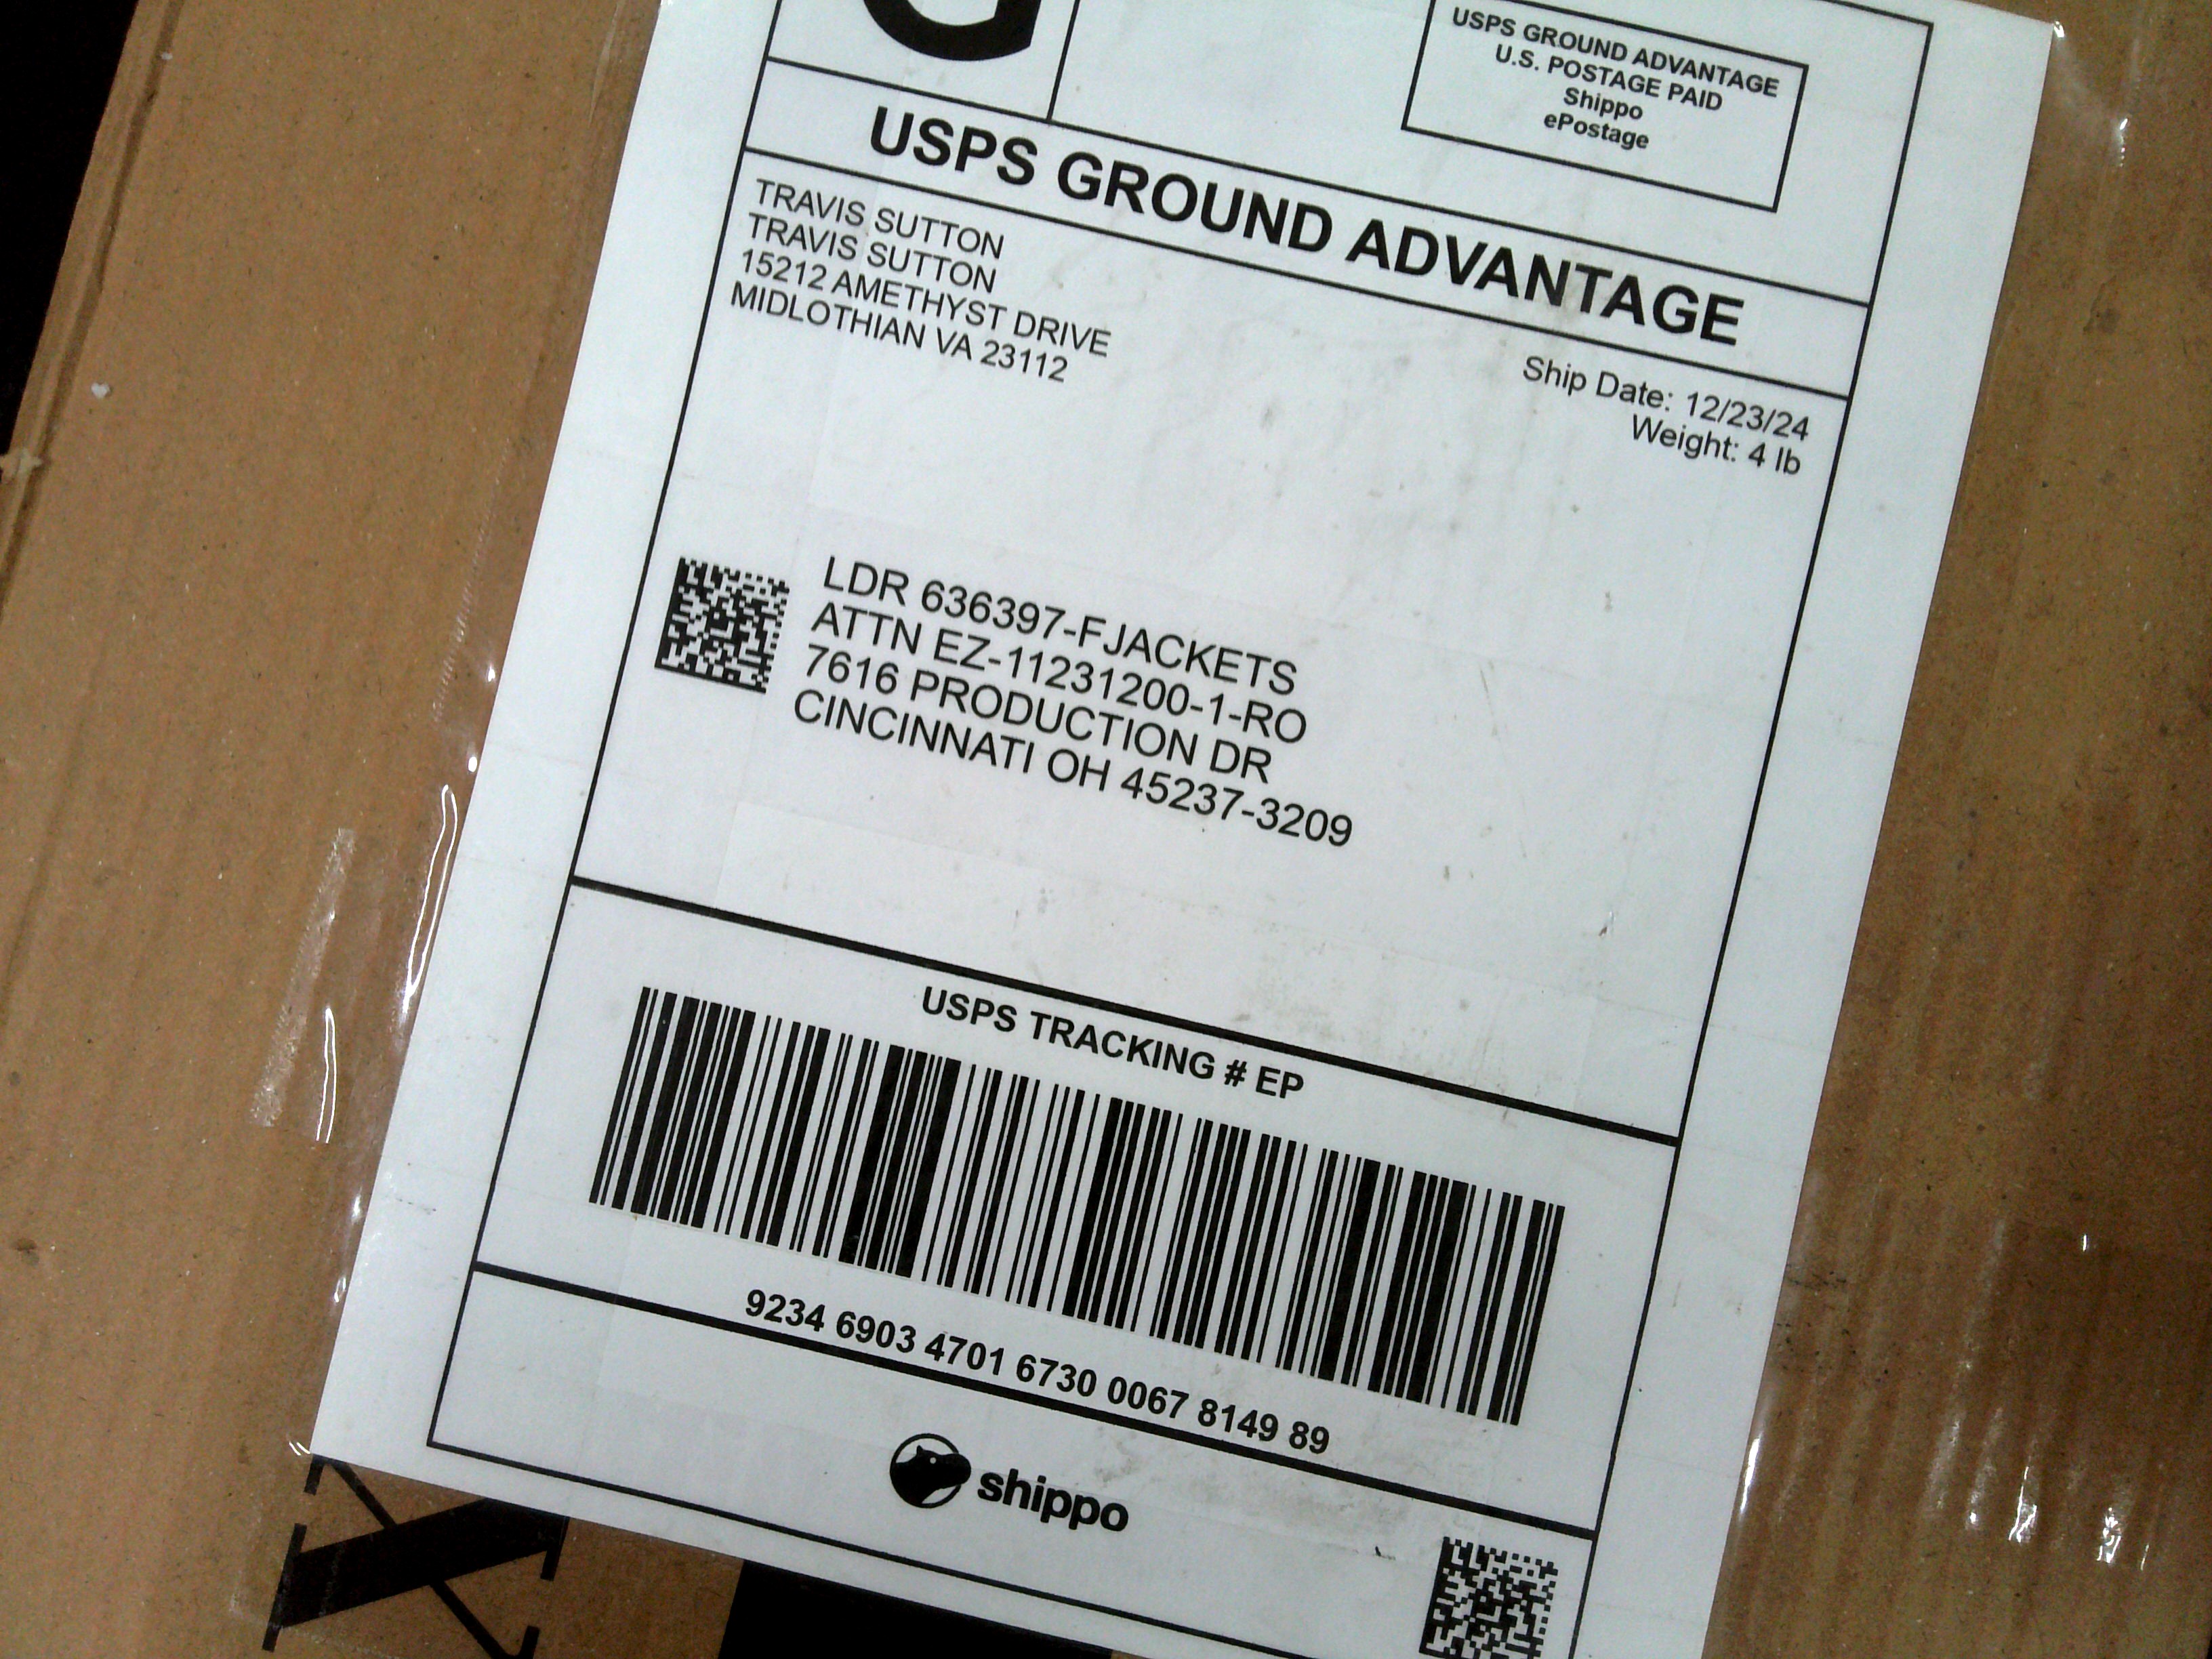 G
USPS GROUND ADVANTAGE
U.S. POSTAGE PAID
Shippo
ePostage
USPS GROUND ADVANTAGE
TRAVIS SUTTON
TRAVIS SUTTON
15212 AMETHYST DRIVE
MIDLOTHIAN VA 23112
Ship Date: 12/23/24
Weight: 4 lb
LDR 636397-FJACKETS
ATTN EZ-11231200-1-RO
7616 PRODUCTION DR
CINCINNATI OH 45237-3209
USPS TRACKING # EP
9234 6903 4701 6730 0067 8149 89
shippo
X